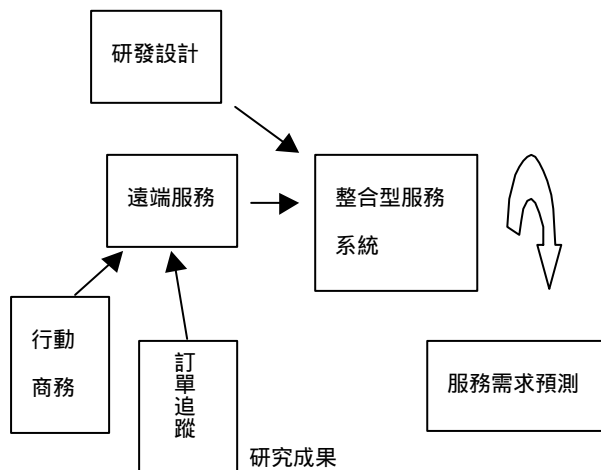 研發設計
遠端服務
整合型服務
系統
行動
商務
訂單追蹤
服務需求預測
研究成果